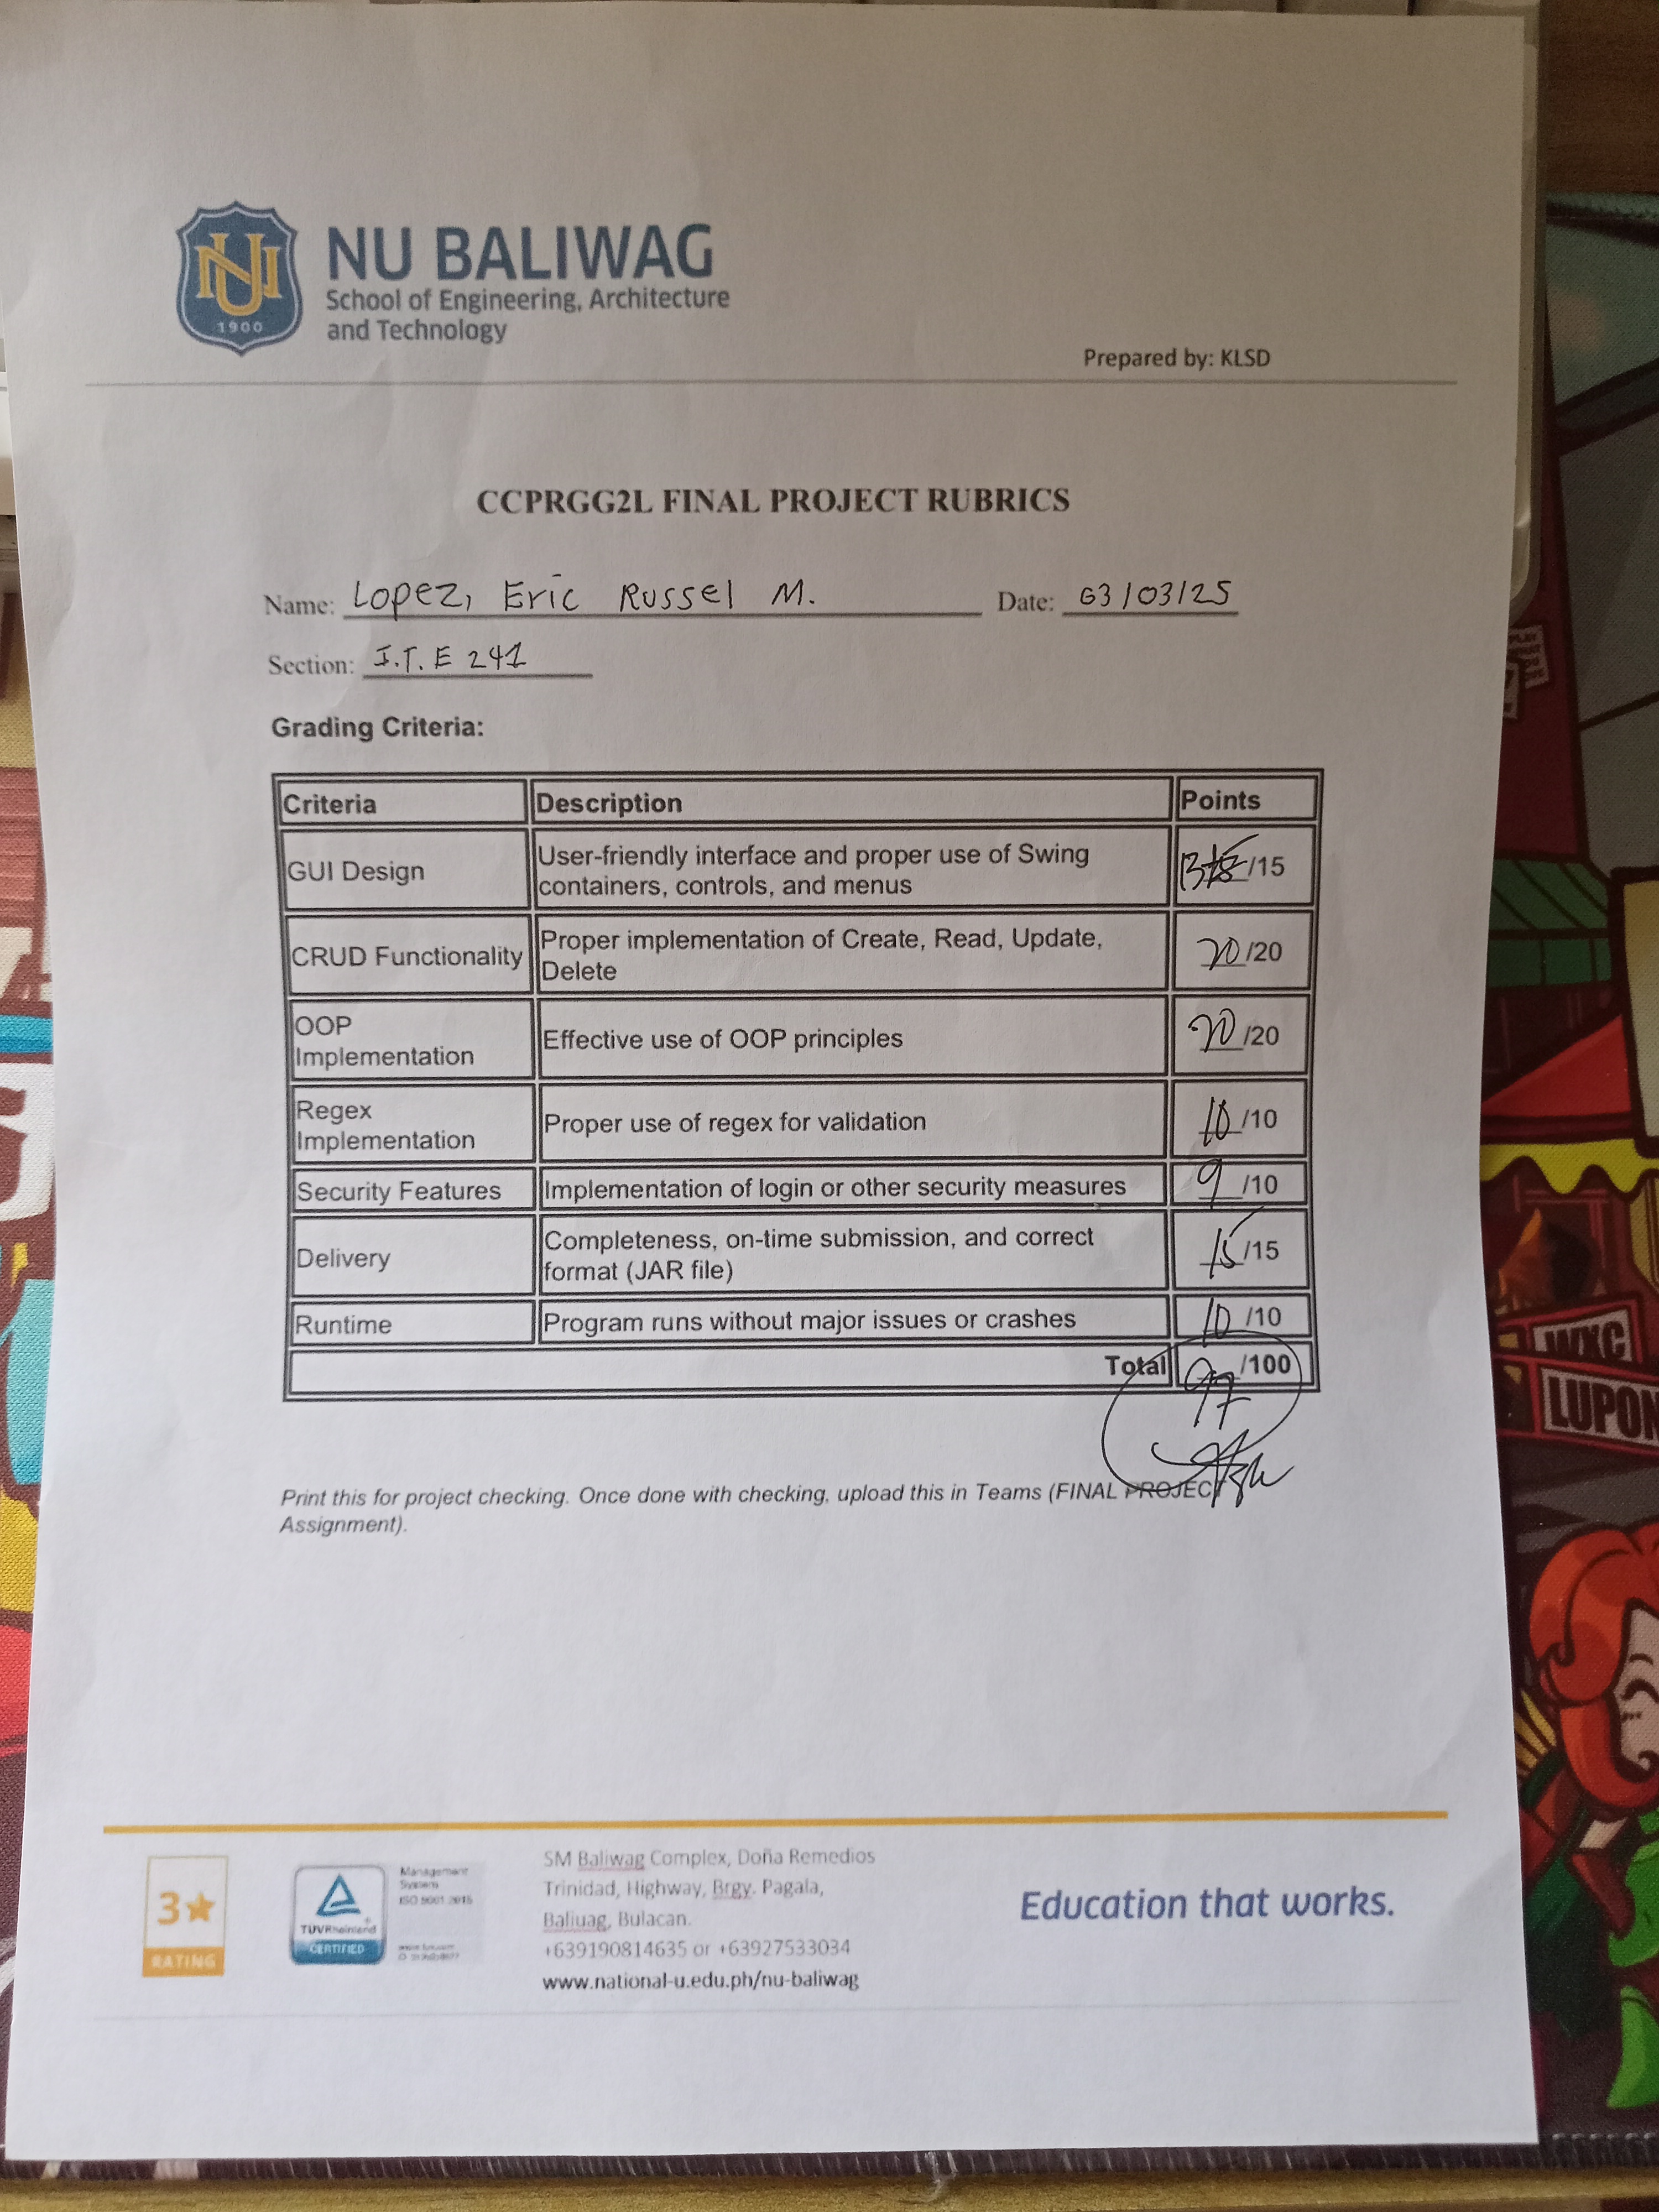 NU BALIWAG
School of Engineering, Architecture
and Technology
1900
Prepared by: KLSD
CCPRGG2L FINAL PROJECT RUBRICS
Name: Lopez, Eric Russel M. Date: 03/03/25
Section: I.T.E 241
Grading Criteria:
Criteria Description Points
GUI Design User-friendly interface and proper use of Swing containers, controls, and menus 13 /15
CRUD Functionality Proper implementation of Create, Read, Update, Delete 20/20
OOP Implementation Effective use of OOP principles 20/20
Regex Implementation Proper use of regex for validation 10/10
Security Features Implementation of login or other security measures 9/10
Delivery Completeness, on-time submission, and correct format (JAR file) 15/15
Runtime Program runs without major issues or crashes 10/10
Total 97/100
Print this for project checking. Once done with checking, upload this in Teams (FINAL PROJECT
Assignment).
3★
RATING
TÜVRheinland
CERTIFIED
Management
System
ISO 9001:2015
SM Baliwag Complex, Doña Remedios
Trinidad, Highway, Brgy. Pagala,
Baliuag, Bulacan.
+639190814635 or +63927533034
www.national-u.edu.ph/nu-baliwag
Education that works.
WXC
LUPON